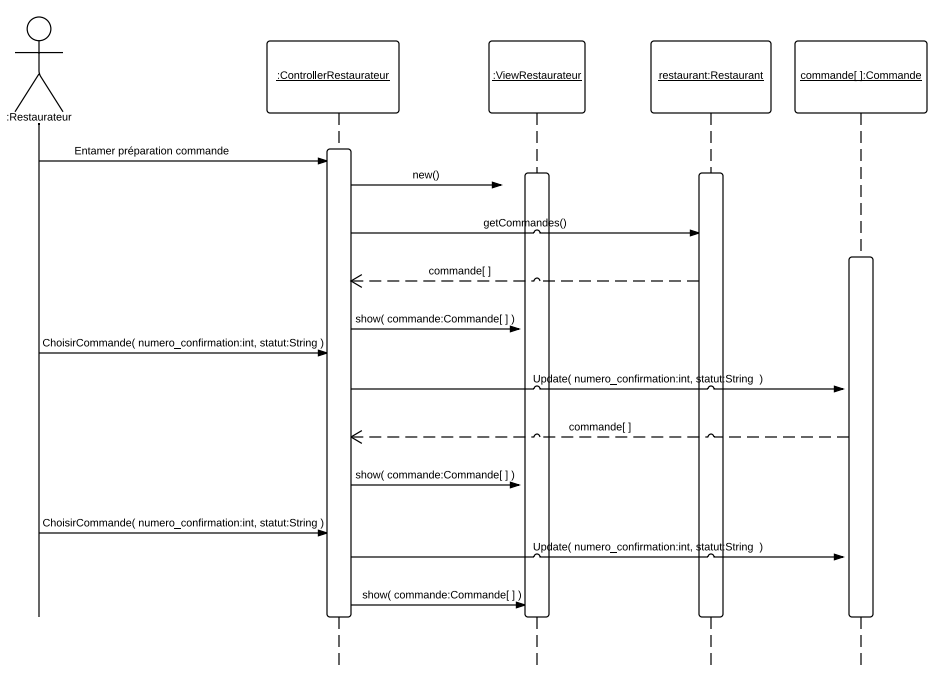 :ControllerRestaurateur
:ViewRestaurateur
restaurant:Restaurant
commande[ ]:Commande
:Restaurateur
Entamer préparation commande
new()
getCommandes()
commande[ ]
show( commande:Commande[ ] )
ChoisirCommande( numero_confirmation:int, statut:String )
Update( numero_confirmation:int, statut:String )
commande[ ]
show( commande:Commande[ ] )
ChoisirCommande( numero_confirmation:int, statut:String )
Update( numero_confirmation:int, statut:String )
show( commande:Commande[ ] )